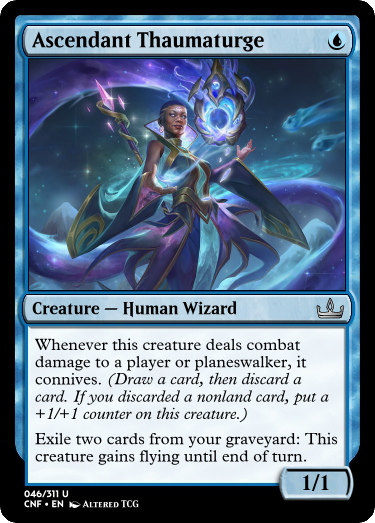 Ascendant Thaumaturge
Creature — Human Wizard
Whenever this creature deals combat
damage to a player or planeswalker, it
connives. (Draw a card, then discard a
card. If you discarded a nonland card, put a
+1/+1 counter on this creature.)
Exile two cards from your graveyard: This
creature gains flying until end of turn.
1/1
046/311 U
CNF • EN Altered TCG